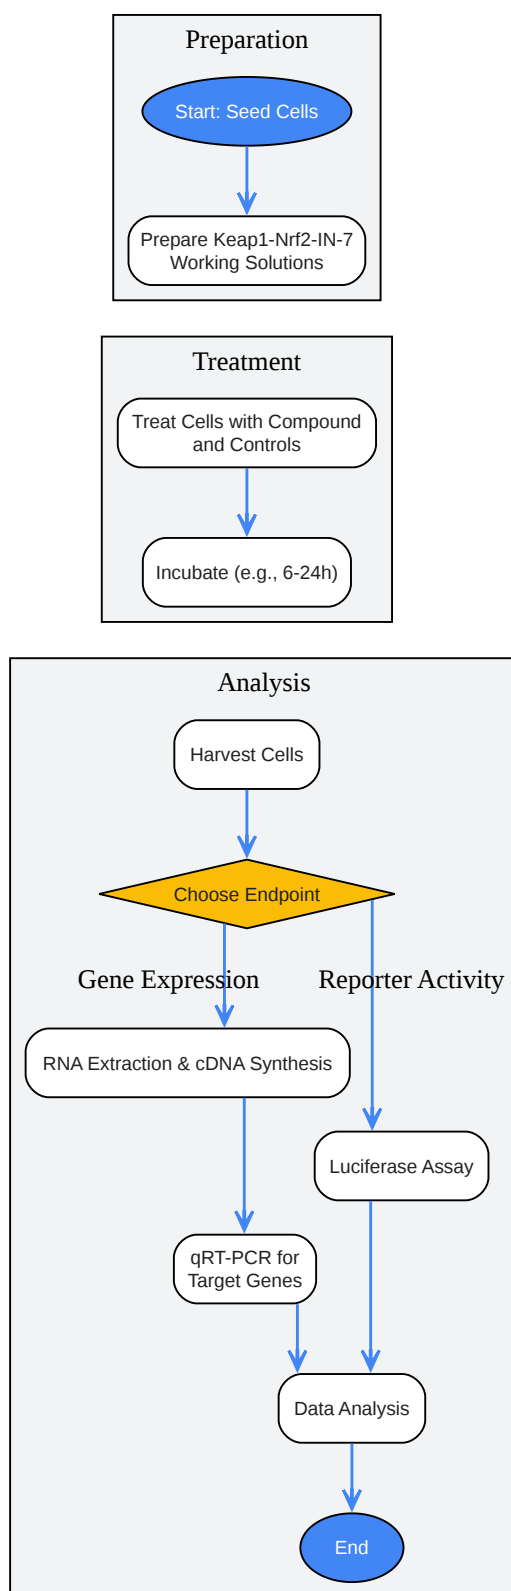 Preparation
Start: Seed Cells
Prepare Keap1-Nrf2-IN-7
Working Solutions
Treatment
Treat Cells with Compound
and Controls
Incubate (e.g., 6-24h)
Analysis
Harvest Cells
Choose Endpoint
Gene Expression
Reporter Activity
RNA Extraction & cDNA Synthesis
Luciferase Assay
qRT-PCR for
Target Genes
Data Analysis
End